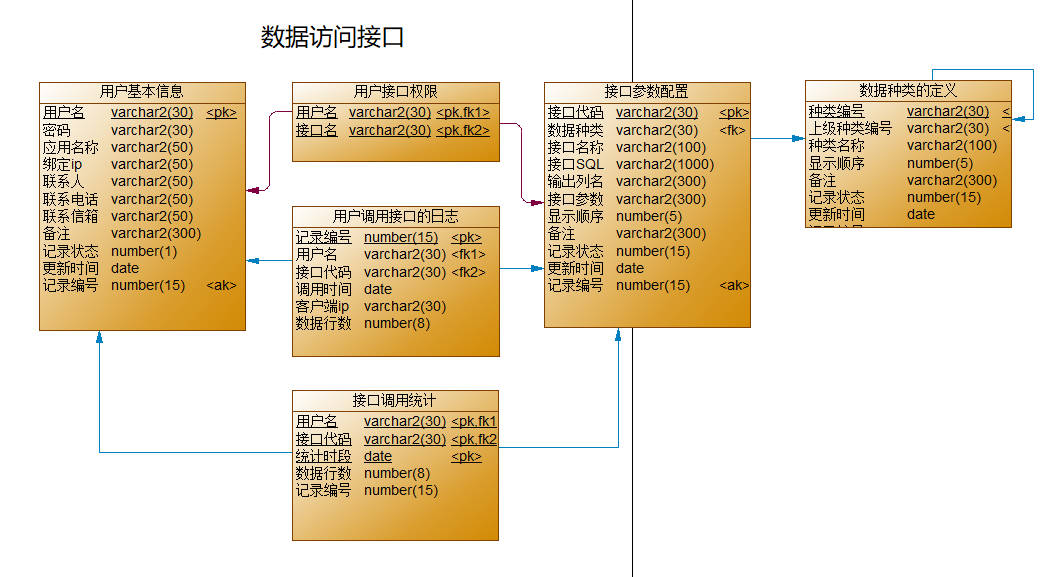 数据访问接口
用户基本信息
用户名 varchar2(30) <pk>
密码 varchar2(30)
应用名称 varchar2(50)
绑定ip varchar2(50)
联系人 varchar2(50)
联系电话 varchar2(50)
联系信箱 varchar2(50)
备注 varchar2(300)
记录状态 number(1)
更新时间 date
记录编号 number(15) <ak>
用户接口权限
用户名 varchar2(30) <pk,fk1>
接口名 varchar2(30) <pk,fk2>
用户调用接口的日志
记录编号 number(15) <pk>
用户名 varchar2(30) <fk1>
接口代码 varchar2(30) <fk2>
调用时间 date
客户端ip varchar2(30)
数据行数 number(8)
接口调用统计
用户名 varchar2(30) <pk,fk1
接口代码 varchar2(30) <pk,fk2
统计时段 date <pk>
数据行数 number(8)
记录编号 number(15)
接口参数配置
接口代码 varchar2(30) <pk>
数据种类 varchar2(30) <fk>
接口名称 varchar2(100)
接口SQL varchar2(1000)
输出列名 varchar2(300)
接口参数 varchar2(300)
显示顺序 number(5)
备注 varchar2(300)
记录状态 number(15)
更新时间 date
记录编号 number(15) <ak>
数据种类的定义
种类编号 varchar2(30) <
上级种类编号 varchar2(30) <
种类名称 varchar2(100)
显示顺序 number(5)
备注 varchar2(300)
记录状态 number(15)
更新时间 date